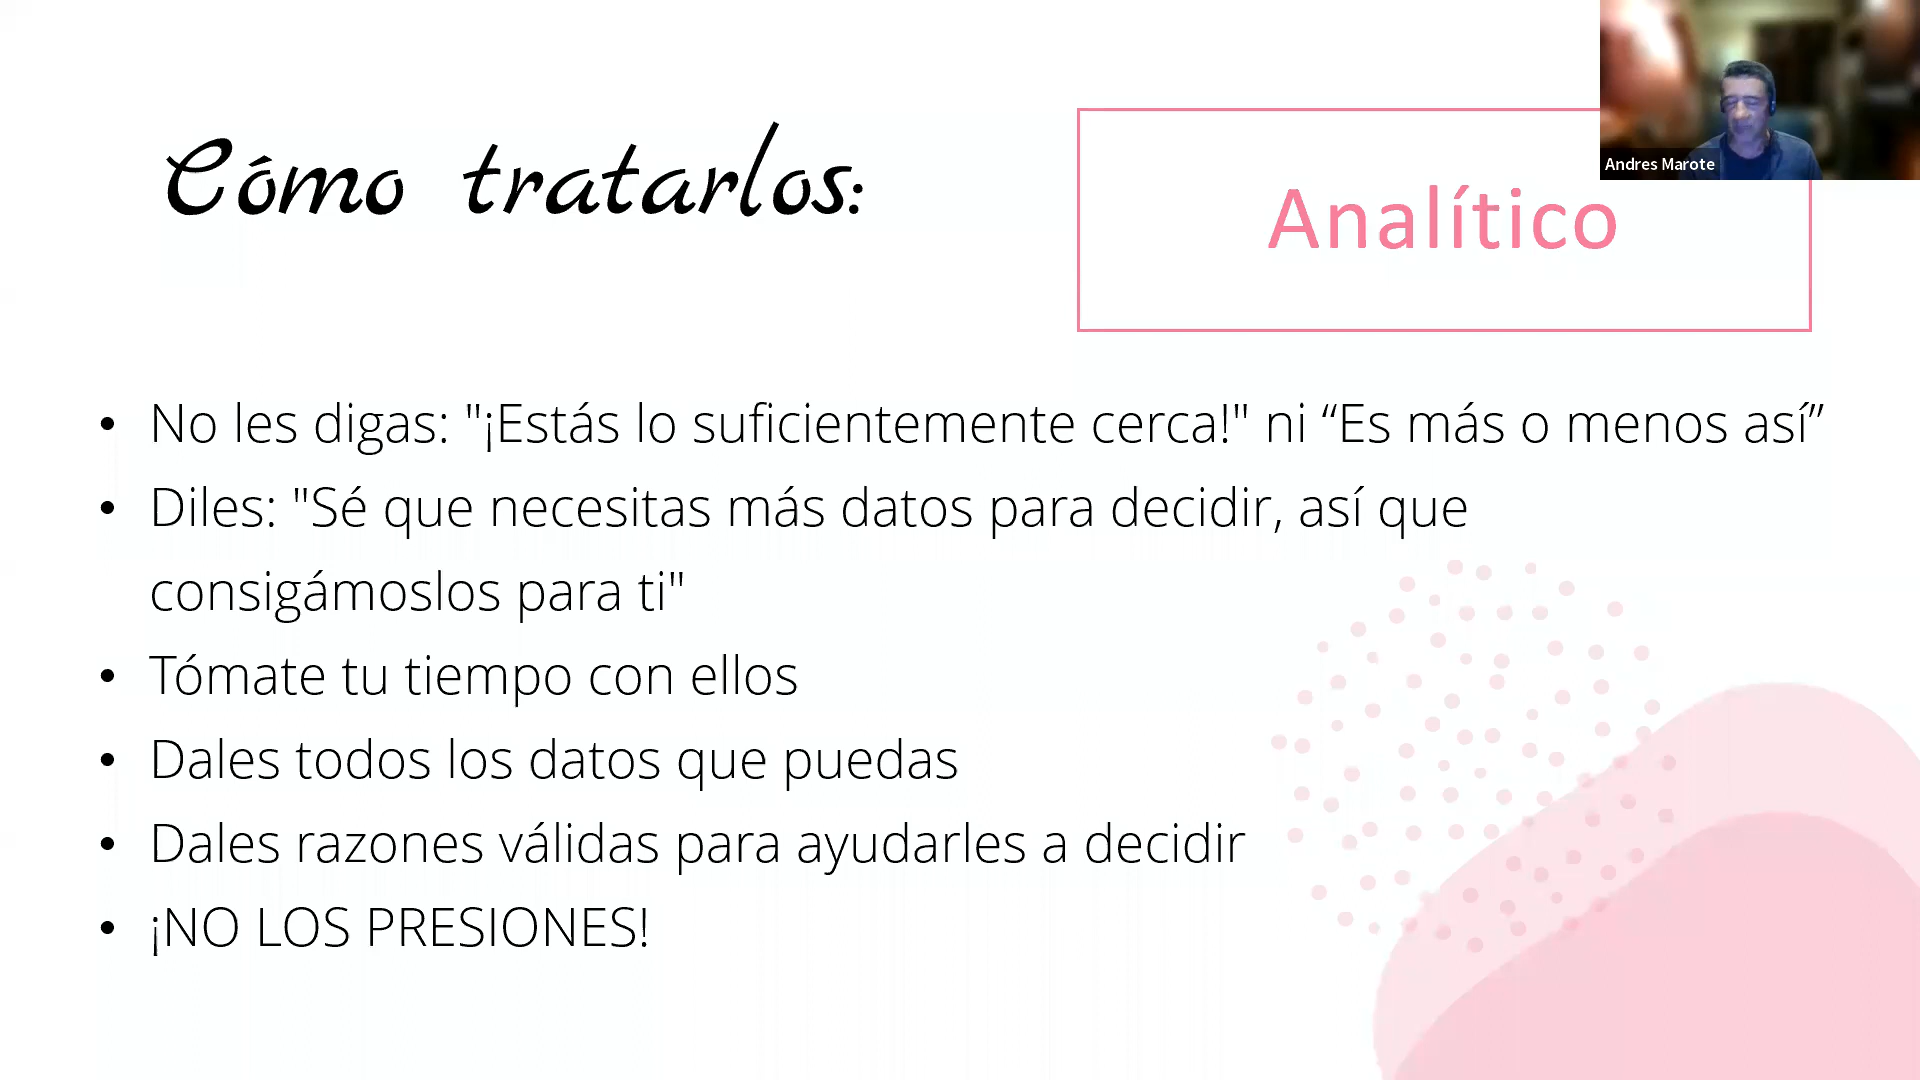 Cómo tratarlos:
Analítico
Andres Marote
• No les digas: "¡Estás lo suficientemente cerca!" ni “Es más o menos así”
• Diles: "Sé que necesitas más datos para decidir, así que
consigámoslos para ti"
• Tómate tu tiempo con ellos
• Dales todos los datos que puedas
• Dales razones válidas para ayudarles a decidir
• ¡NO LOS PRESIONES!